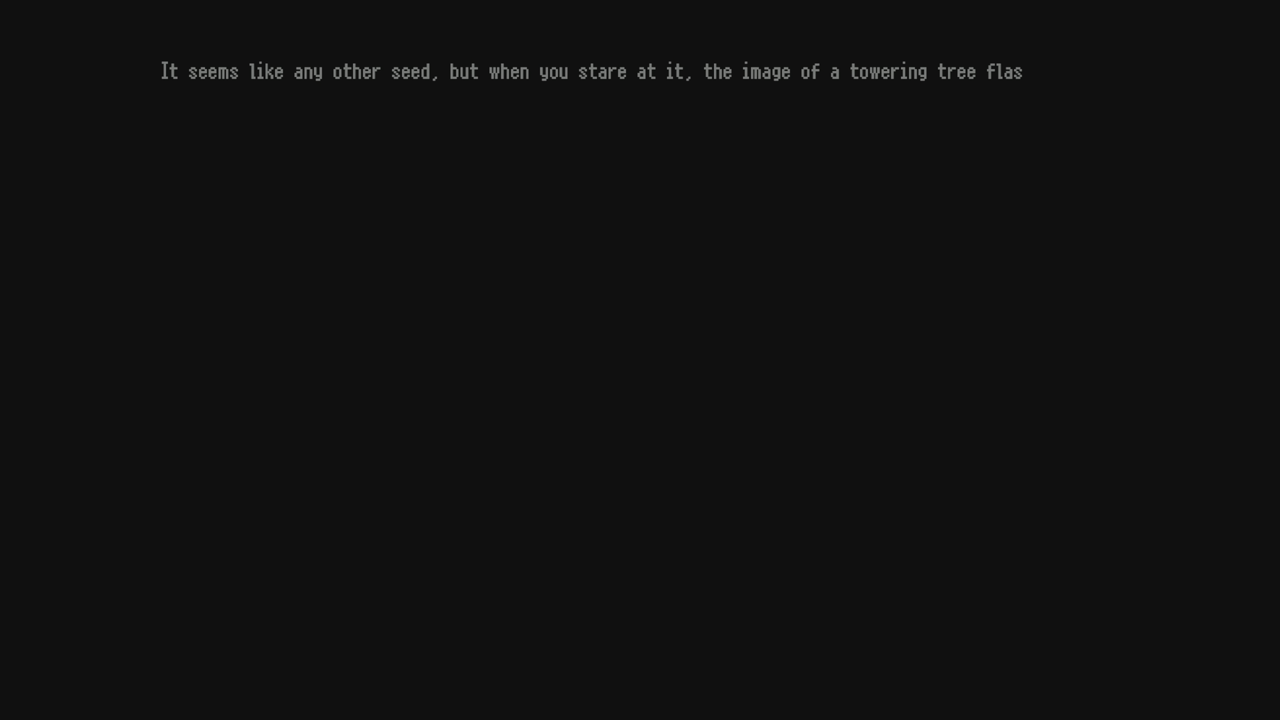 It seems like any other seed, but when you stare at it, the image of a towering tree flas